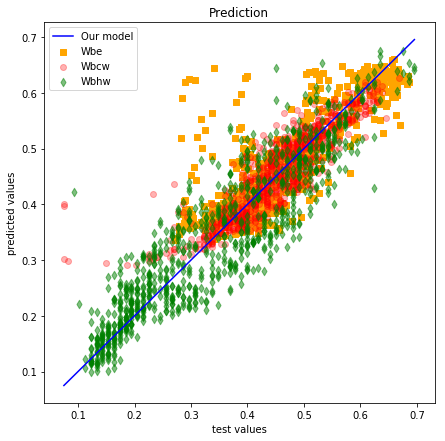 Prediction
Our model
Wbe
Wbcw
Wbhw
predicted values
0.7
0.6
0.5
0.4
0.3
0.2
0.1
0.1 0.2 0.3 0.4 0.5 0.6 0.7
test values